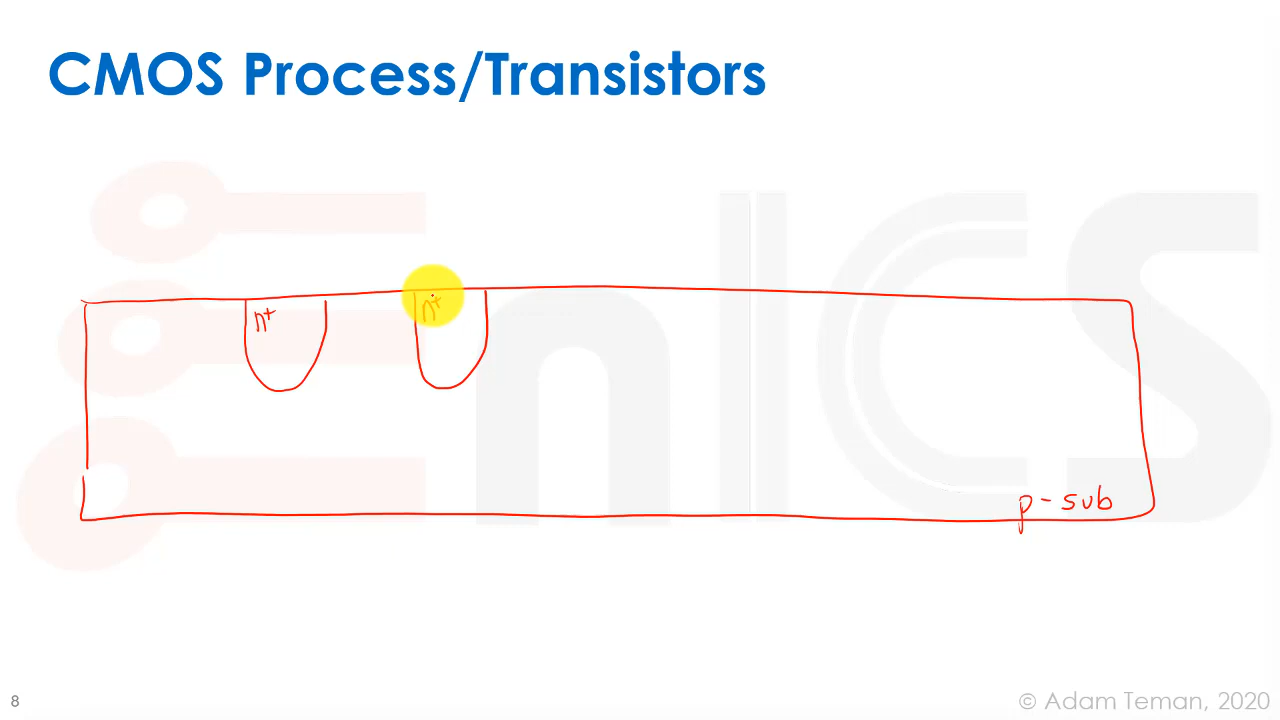 CMOS Process/Transistors
n+
n+
p-sub
8
© Adam Teman, 2020